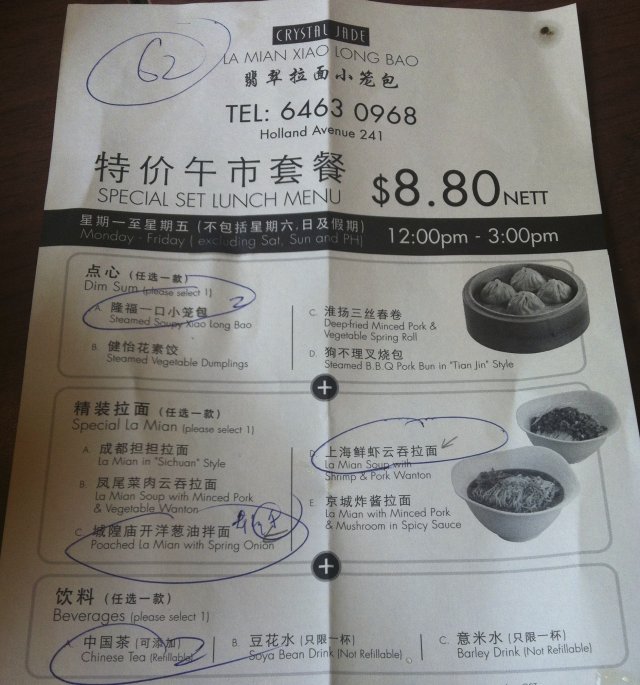 62
CRYSTAL JADE
LA MIAN XIAO LONG BAO
翡翠拉面小笼包
TEL: 6463 0968
Holland Avenue 241
特价午市套餐
SPECIAL SET LUNCH MENU
$8.80 NETT
星期一至星期五 (不包括星期六,日及假期)
Monday - Friday ( excluding Sat, Sun and PH)
12:00pm - 3:00pm
点心 (任选一款)
Dim Sum (please select 1)
2
A. 隆福一口小笼包
Steamed Soupy Xiao Long Bao
B. 健怡花素饺
Steamed Vegetable Dumplings
C. 淮扬三丝春卷
Deep-fried Minced Pork &
Vegetable Spring Roll
D. 狗不理叉烧包
Steamed B.B.Q Pork Bun in "Tian Jin" Style
+
精装拉面 (任选一款)
Special La Mian (please select 1)
A. 成都担担拉面
La Mian in "Sichuan" Style
B. 凤尾菜肉云吞拉面
La Mian Soup with Minced Pork
& Vegetable Wanton
C. 城隍庙开洋葱油拌面
Poached La Mian with Spring Onion
D. 上海鲜虾云吞拉面
La Mian Soup with
Shrimp & Pork Wanton
E. 京城炸酱拉面
La Mian with Minced Pork
& Mushroom in Spicy Sauce
+
饮料 (任选一款)
Beverages (please select 1)
A. 中国茶 (可添加)
Chinese Tea (Refillable)
2
B. 豆花水 (只限一杯)
Soya Bean Drink (Not Refillable)
C. 意米水 (只限一杯)
Barley Drink (Not Refillable)